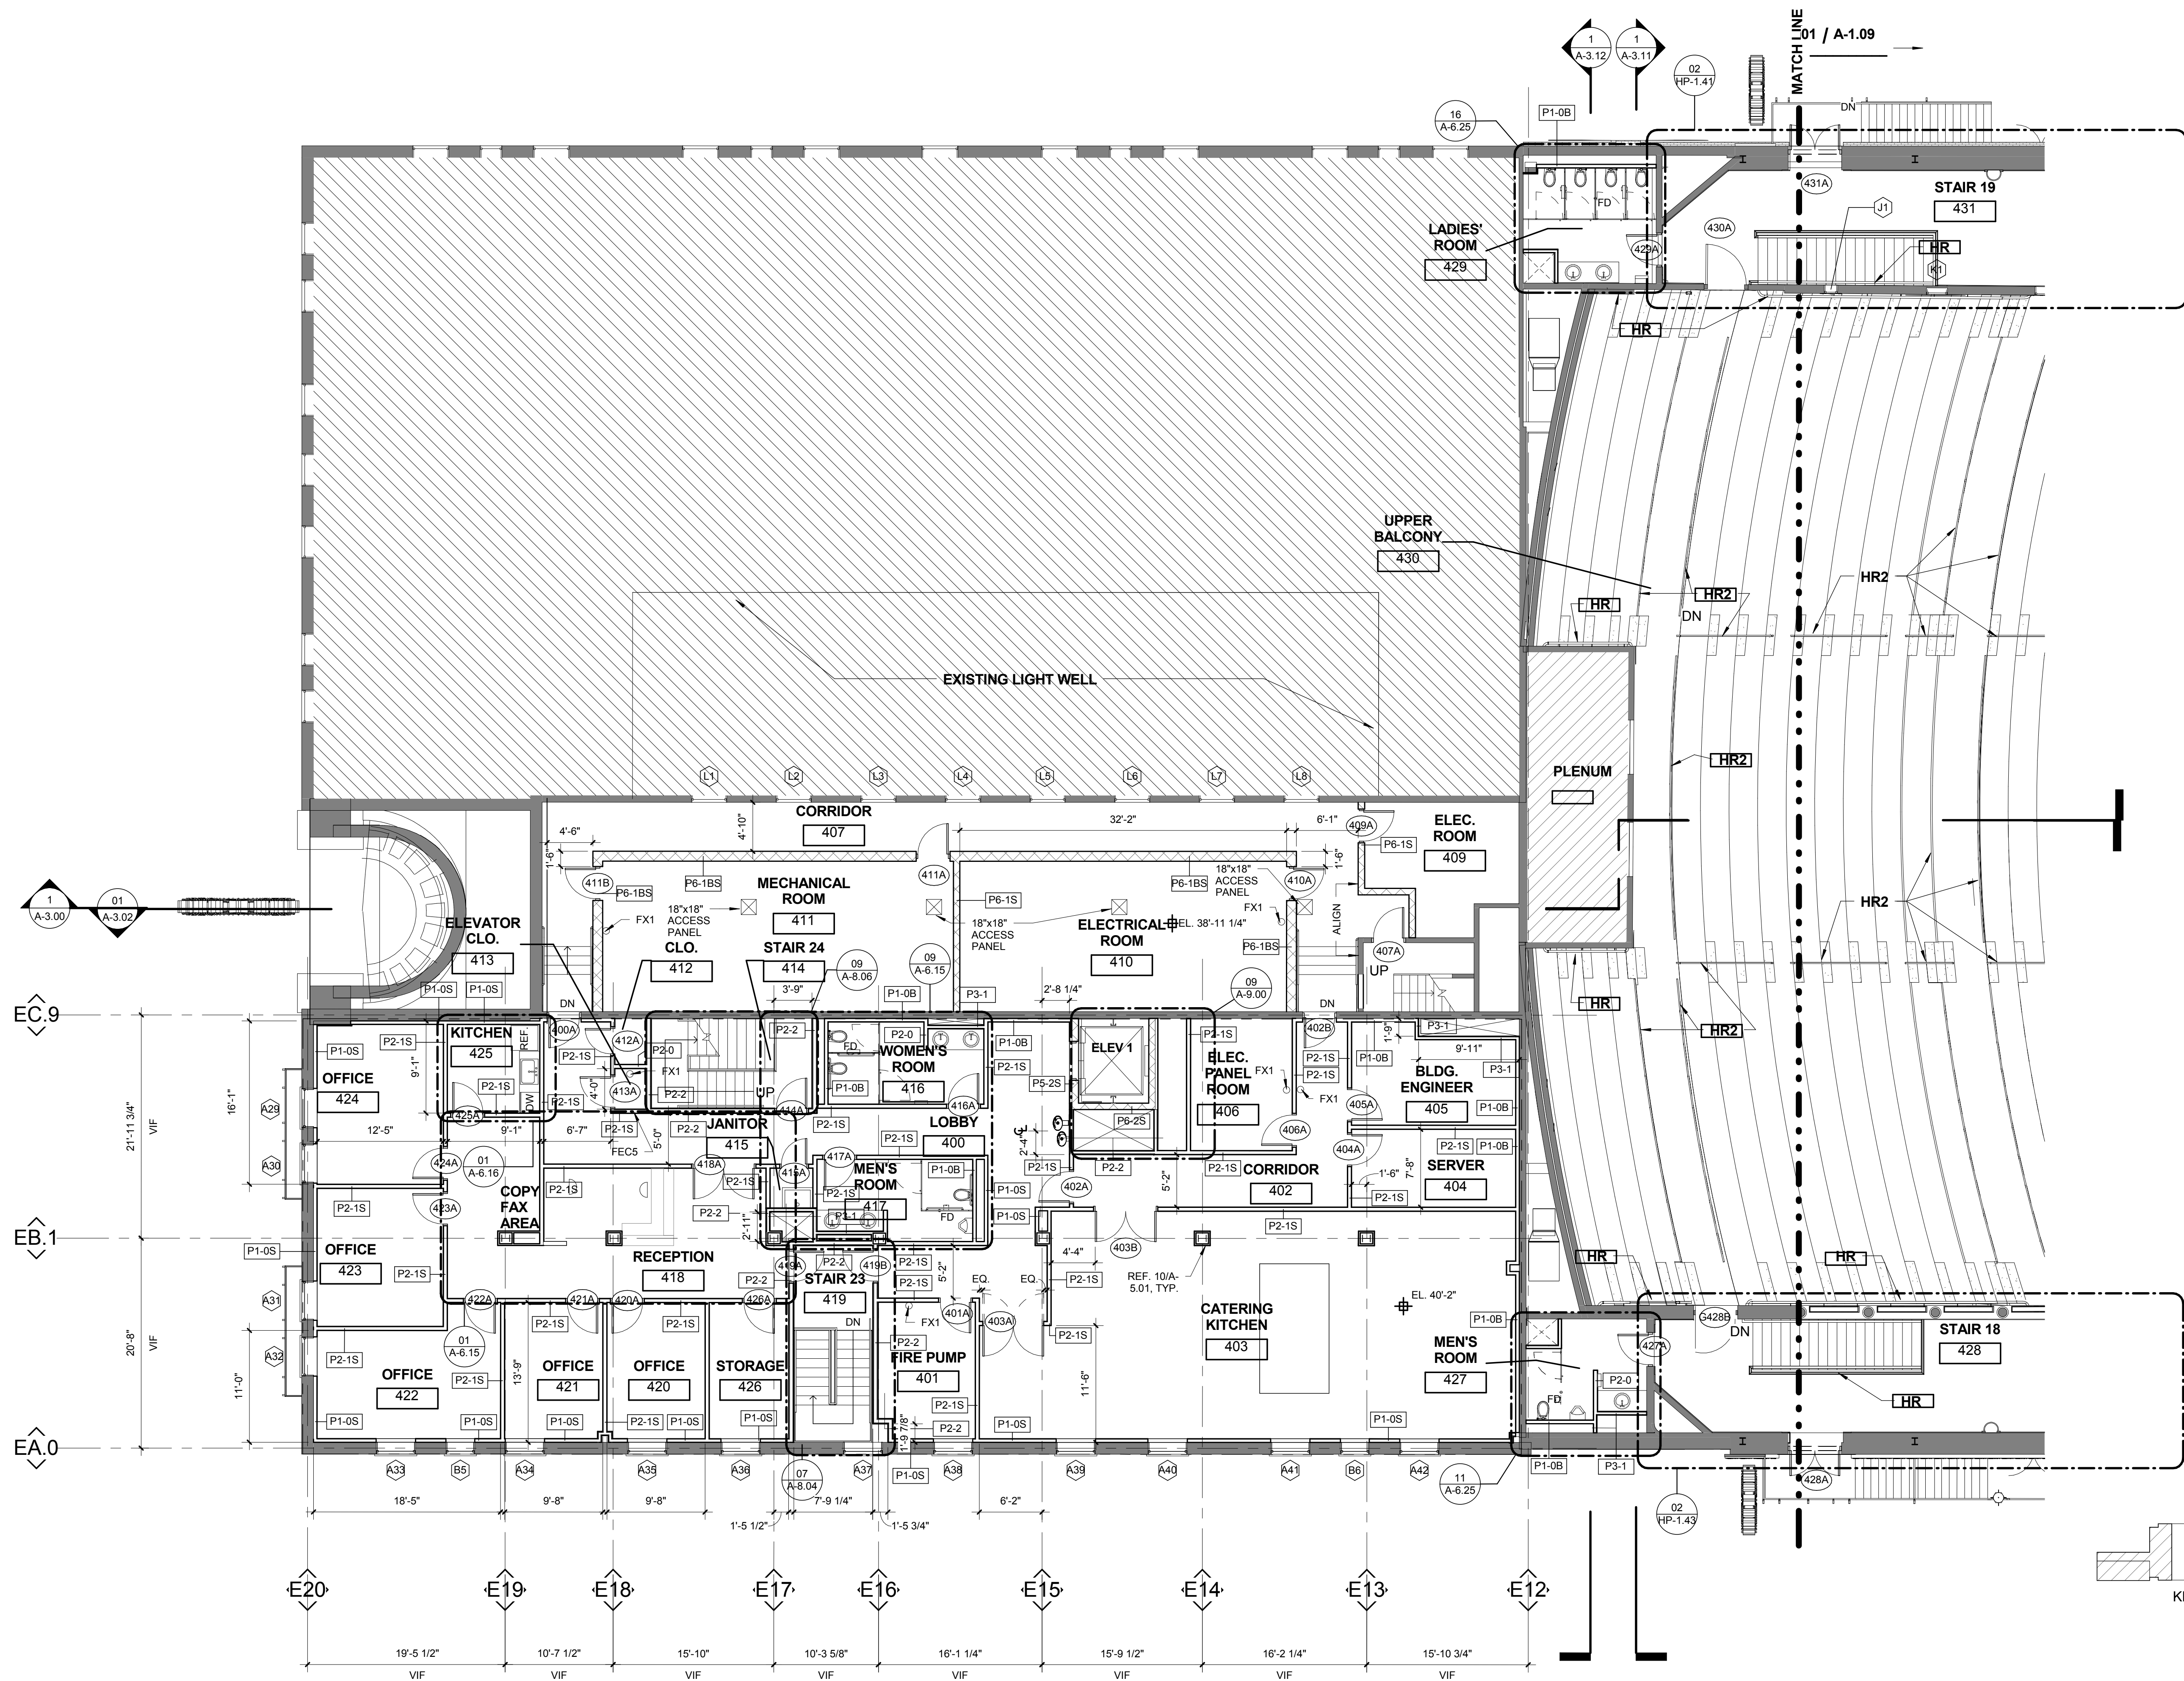 01 / A-1.09
MATCH LINE
1
A-3.12
1
A-3.11
02
HP-1.41
16
A-6.25
P1-0B
DN
431A
STAIR 19
431
J1
430A
HR
K1
LADIES'
ROOM
429
FD
429A
HR
UPPER
BALCONY
430
HR2
HR
HR2
DN
EXISTING LIGHT WELL
HR2
PLENUM
L1
L2
L3
L4
L5
L6
L7
L8
CORRIDOR
407
4'-6"
4'-10"
32'-2"
6'-1"
409A
ELEC.
ROOM
409
1'-6"
1'-6"
P6-1S
411B
P6-1BS
P6-1BS
MECHANICAL
ROOM
411
411A
P6-1S
P6-1BS
18"x18"
ACCESS
PANEL
410A
1
A-3.00
01
A-3.02
ELEVATOR
CLO.
413
FX1
18"x18"
ACCESS
PANEL
18"x18"
ACCESS
PANEL
ELECTRICAL
ROOM
410
EL. 38'-11 1/4"
FX1
ALIGN
HR2
CLO.
412
STAIR 24
414
09
A-8.06
09
A-6.15
P6-1BS
407A
UP
09
A-9.00
3'-9"
2'-8 1/4"
HR
HR2
P1-0S
P1-0S
DN
P1-0B
P3-1
DN
EC.9
KITCHEN
425
REF.
400A
412A
P2-2
P2-0
P1-0B
402B
1'-9"
P3-1
9'-11"
P1-0S
P2-1S
P2-1S
P2-0
FD
WOMEN'S
ROOM
416
P2-1S
ELEV 1
P2-1S
ELEC.
PANEL
ROOM
406
P2-1S
P2-1S
P1-0B
BLDG.
ENGINEER
405
P3-1
OFFICE
424
9'-1"
P2-1S
FX1
413A
4'-0"
P2-2
UP
P1-0B
P5-2S
FX1
FX1
A29
16'-1"
21'-11 3/4"
VIF
DW
P2-1S
425A
414A
416A
405A
P1-0B
12'-5"
9'-1"
6'-7"
P2-1S
P2-2
JANITOR
415
P2-1S
LOBBY
400
P6-2S
406A
FEC5
5'-0"
℄
2'-4"
404A
P2-1S
P1-0B
A30
424A
01
A-6.16
418A
415A
417A
P2-1S
P1-0B
P2-1S
P2-2
P2-1S
CORRIDOR
402
1'-6"
7'-8"
SERVER
404
P2-1S
COPY
FAX
AREA
P2-1S
P2-1S
MEN'S
ROOM
417
P2-1S
P1-0S
402A
5'-2"
P2-1S
423A
P2-2
P3-1
FD
P1-0S
P2-1S
2'-11"
EB.1
P1-0S
OFFICE
423
RECEPTION
418
P2-1S
P2-2
419A
P2-2
419B
P2-1S
P2-1S
STAIR 23
419
5'-2"
EQ.
EQ.
4'-4"
P2-1S
403B
REF. 10/A-
5.01, TYP.
HR
HR
A31
422A
421A
420A
426A
DN
FX1
401A
403A
CATERING
KITCHEN
403
EL. 40'-2"
P1-0B
G428B
DN
STAIR 18
428
A32
20'-8"
VIF
01
A-6.15
P2-1S
P2-1S
P2-1S
P2-2
P2-1S
MEN'S
ROOM
427
427A
P2-1S
OFFICE
422
P2-1S
13'-9"
OFFICE
421
OFFICE
420
STORAGE
426
FIRE PUMP
401
11'-6"
P2-0
FD
HR
11'-0"
P1-0S
P1-0S
P1-0S
P2-1S
P1-0S
P1-0S
P2-1S
P2-2
P1-0S
P1-0S
1'-9 7/8"
EA.0
A33
B5
A34
A35
A36
07
A-8.04
A37
P1-0S
A38
A39
A40
A41
B6
A42
11
A-6.25
P1-0B
P3-1
428A
02
HP-1.43
18'-5"
9'-8"
9'-8"
7'-9 1/4"
6'-2"
1'-5 1/2"
1'-5 3/4"
E20
E19
E18
E17
E16
E15
E14
E13
E12
19'-5 1/2"
10'-7 1/2"
15'-10"
10'-3 5/8"
16'-1 1/4"
15'-9 1/2"
16'-2 1/4"
15'-10 3/4"
VIF
VIF
VIF
VIF
VIF
VIF
VIF
VIF